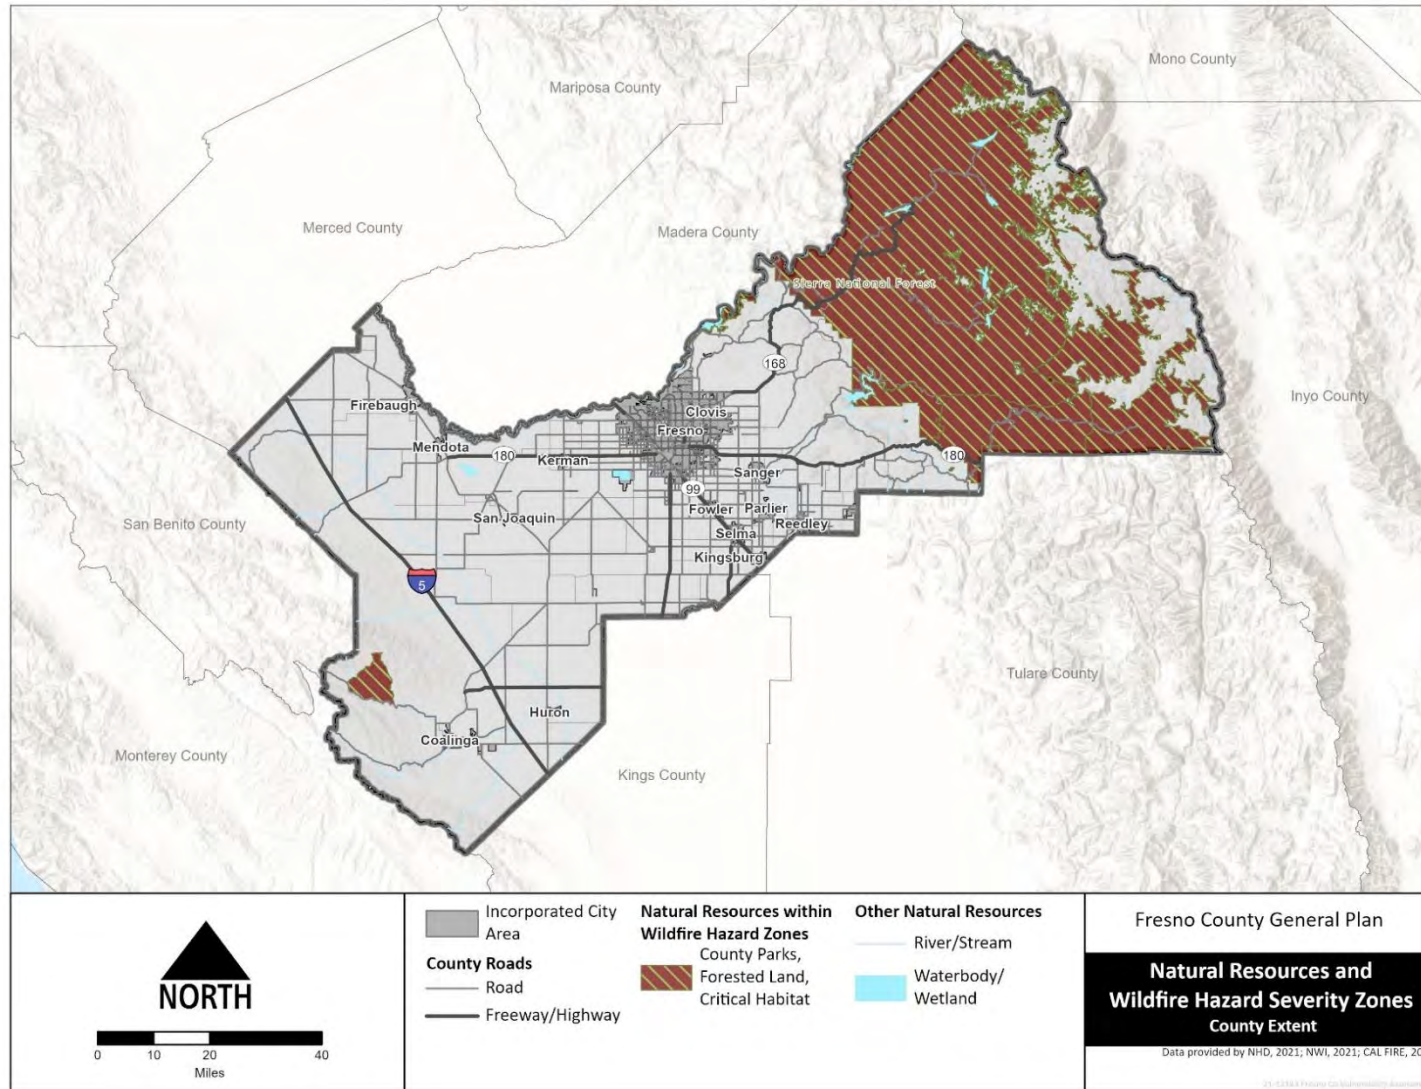 Mono County
Mariposa County
Merced County
Madera County
Sierra National Forest
168
Inyo County
Firebaugh
Clovis
Fresno
Mendota
180
Kerman
180
Sanger
99
San Joaquin
Fowler
Parlier
San Benito County
Reedley
Selma
Kingsburg
5
Tulare County
Huron
Coalinga
Monterey County
Kings County
NORTH
0 10 20 40
Miles
Incorporated City
Area
County Roads
Road
Freeway/Highway
Natural Resources within
Wildfire Hazard Zones
County Parks,
Forested Land,
Critical Habitat
Other Natural Resources
River/Stream
Waterbody/
Wetland
Fresno County General Plan
Natural Resources and
Wildfire Hazard Severity Zones
County Extent
Data provided by NHD, 2021; NWI, 2021; CAL FIRE, 20